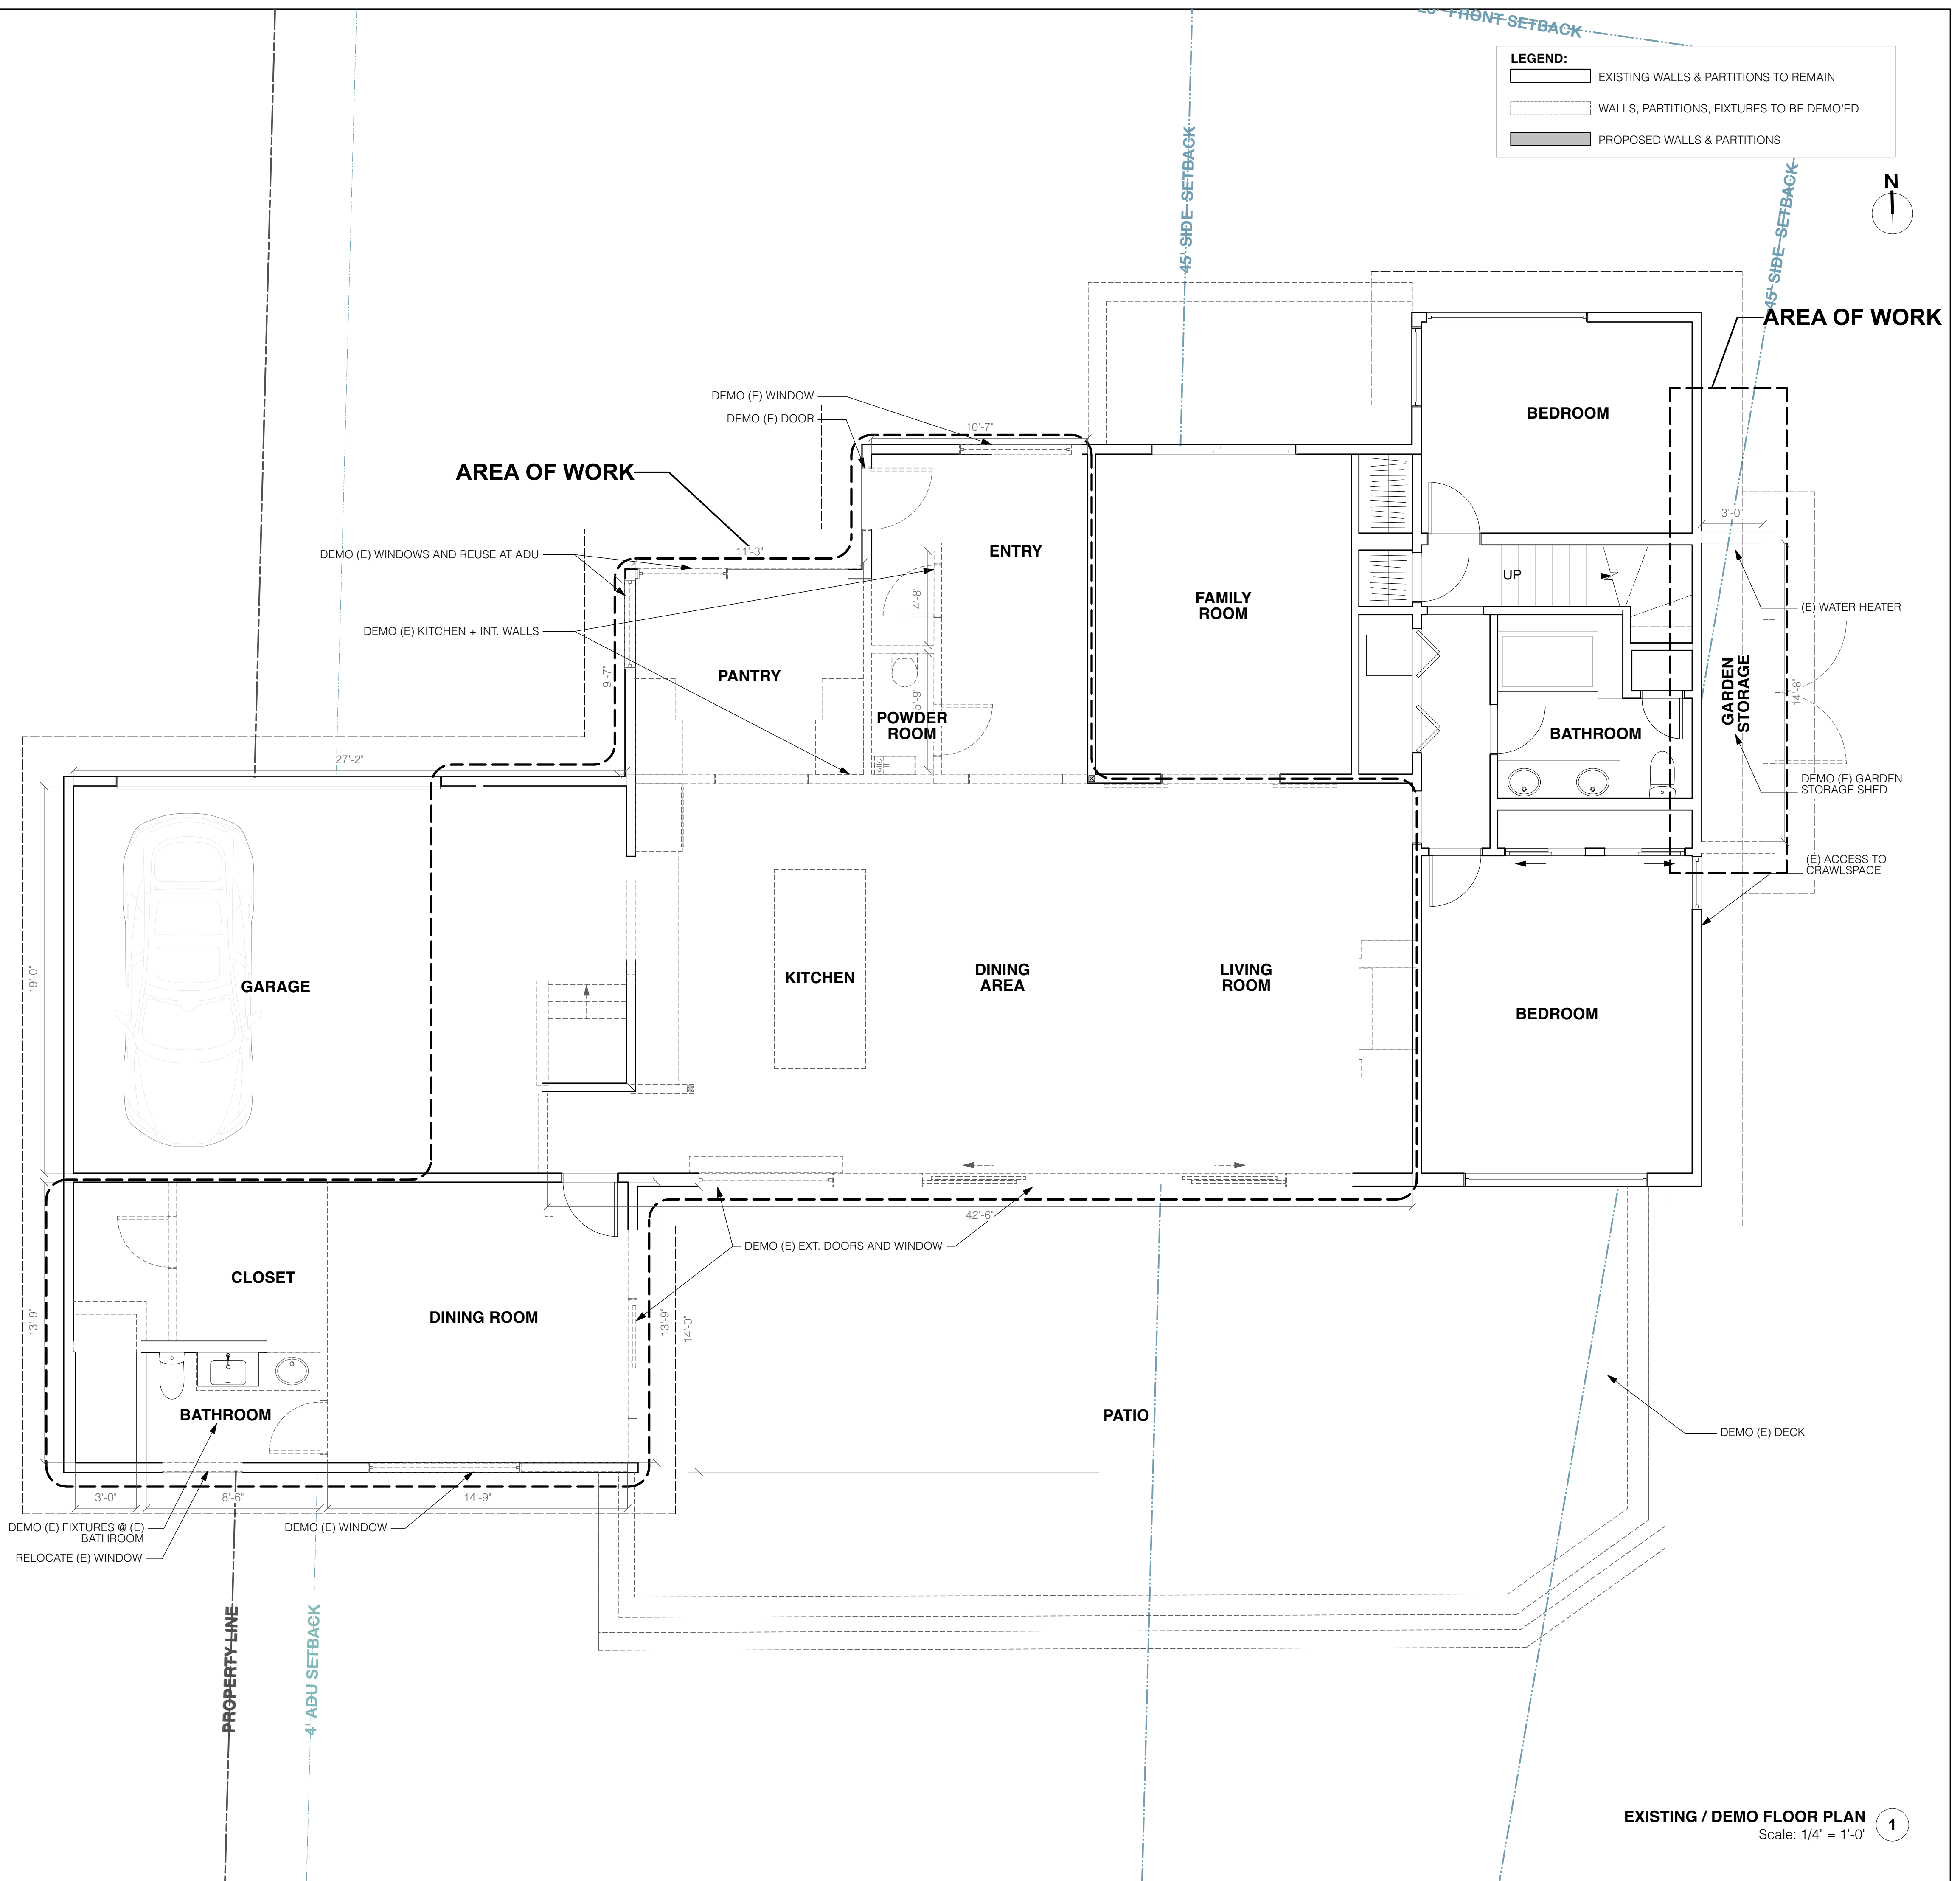 25' FRONT SETBACK
LEGEND:
EXISTING WALLS & PARTITIONS TO REMAIN
WALLS, PARTITIONS, FIXTURES TO BE DEMO'ED
PROPOSED WALLS & PARTITIONS
N
45' SIDE SETBACK
45' SIDE SETBACK
AREA OF WORK
DEMO (E) WINDOW
DEMO (E) DOOR
10'-7"
BEDROOM
AREA OF WORK
3'-0"
DEMO (E) WINDOWS AND REUSE AT ADU
11'-3"
ENTRY
UP
4'-8"
FAMILY
ROOM
(E) WATER HEATER
DEMO (E) KITCHEN + INT. WALLS
9'-7"
PANTRY
5'-9"
POWDER
ROOM
GARDEN
STORAGE
14'-8"
BATHROOM
27'-2"
DEMO (E) GARDEN
STORAGE SHED
(E) ACCESS TO
CRAWLSPACE
19'-0"
GARAGE
KITCHEN
DINING
AREA
LIVING
ROOM
BEDROOM
42'-6"
DEMO (E) EXT. DOORS AND WINDOW
CLOSET
DINING ROOM
13'-9"
13'-9"
14'-0"
BATHROOM
PATIO
DEMO (E) DECK
3'-0"
8'-6"
14'-9"
DEMO (E) FIXTURES @ (E)
BATHROOM
DEMO (E) WINDOW
RELOCATE (E) WINDOW
PROPERTY LINE
4' ADU SETBACK
EXISTING / DEMO FLOOR PLAN
1
Scale: 1/4" = 1'-0"